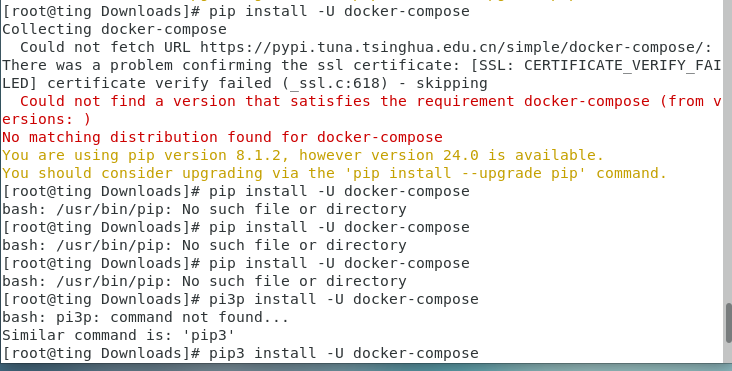 [root@ting Downloads]# pip install -U docker-compose
Collecting docker-compose
  Could not fetch URL https://pypi.tuna.tsinghua.edu.cn/simple/docker-compose/:
There was a problem confirming the ssl certificate: [SSL: CERTIFICATE_VERIFY_FAI
LED] certificate verify failed (_ssl.c:618) - skipping
  Could not find a version that satisfies the requirement docker-compose (from v
ersions: )
No matching distribution found for docker-compose
You are using pip version 8.1.2, however version 24.0 is available.
You should consider upgrading via the 'pip install --upgrade pip' command.
[root@ting Downloads]# pip install -U docker-compose
bash: /usr/bin/pip: No such file or directory
[root@ting Downloads]# pip install -U docker-compose
bash: /usr/bin/pip: No such file or directory
[root@ting Downloads]# pip install -U docker-compose
bash: /usr/bin/pip: No such file or directory
[root@ting Downloads]# pi3p install -U docker-compose
bash: pi3p: command not found...
Similar command is: 'pip3'
[root@ting Downloads]# pip3 install -U docker-compose